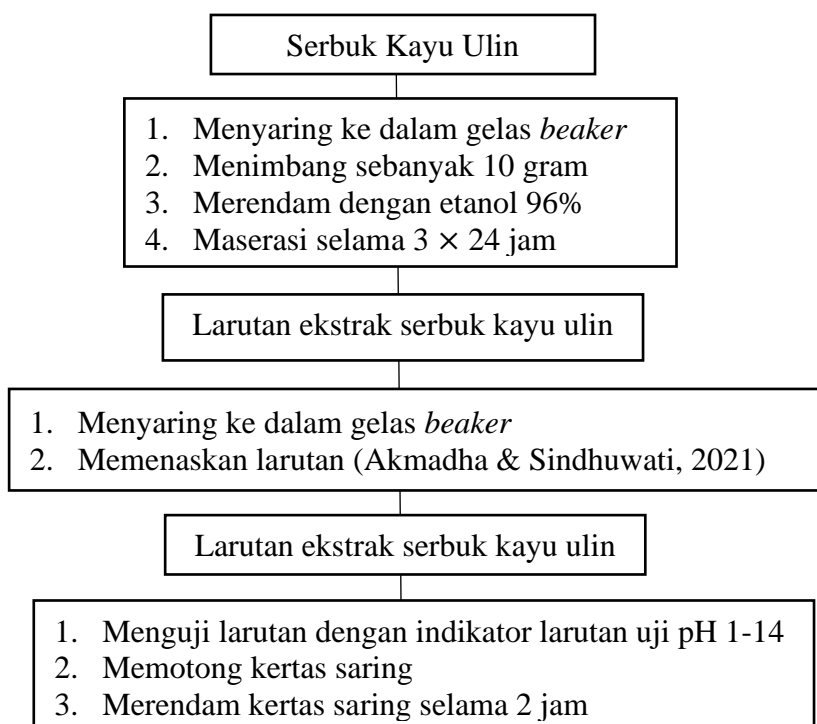 Serbuk Kayu Ulin
1. Menyaring ke dalam gelas beaker
2. Menimbang sebanyak 10 gram
3. Merendam dengan etanol 96%
4. Maserasi selama 3 × 24 jam
Larutan ekstrak serbuk kayu ulin
1. Menyaring ke dalam gelas beaker
2. Memenaskan larutan (Akmadha & Sindhuwati, 2021)
Larutan ekstrak serbuk kayu ulin
1. Menguji larutan dengan indikator larutan uji pH 1-14
2. Memotong kertas saring
3. Merendam kertas saring selama 2 jam